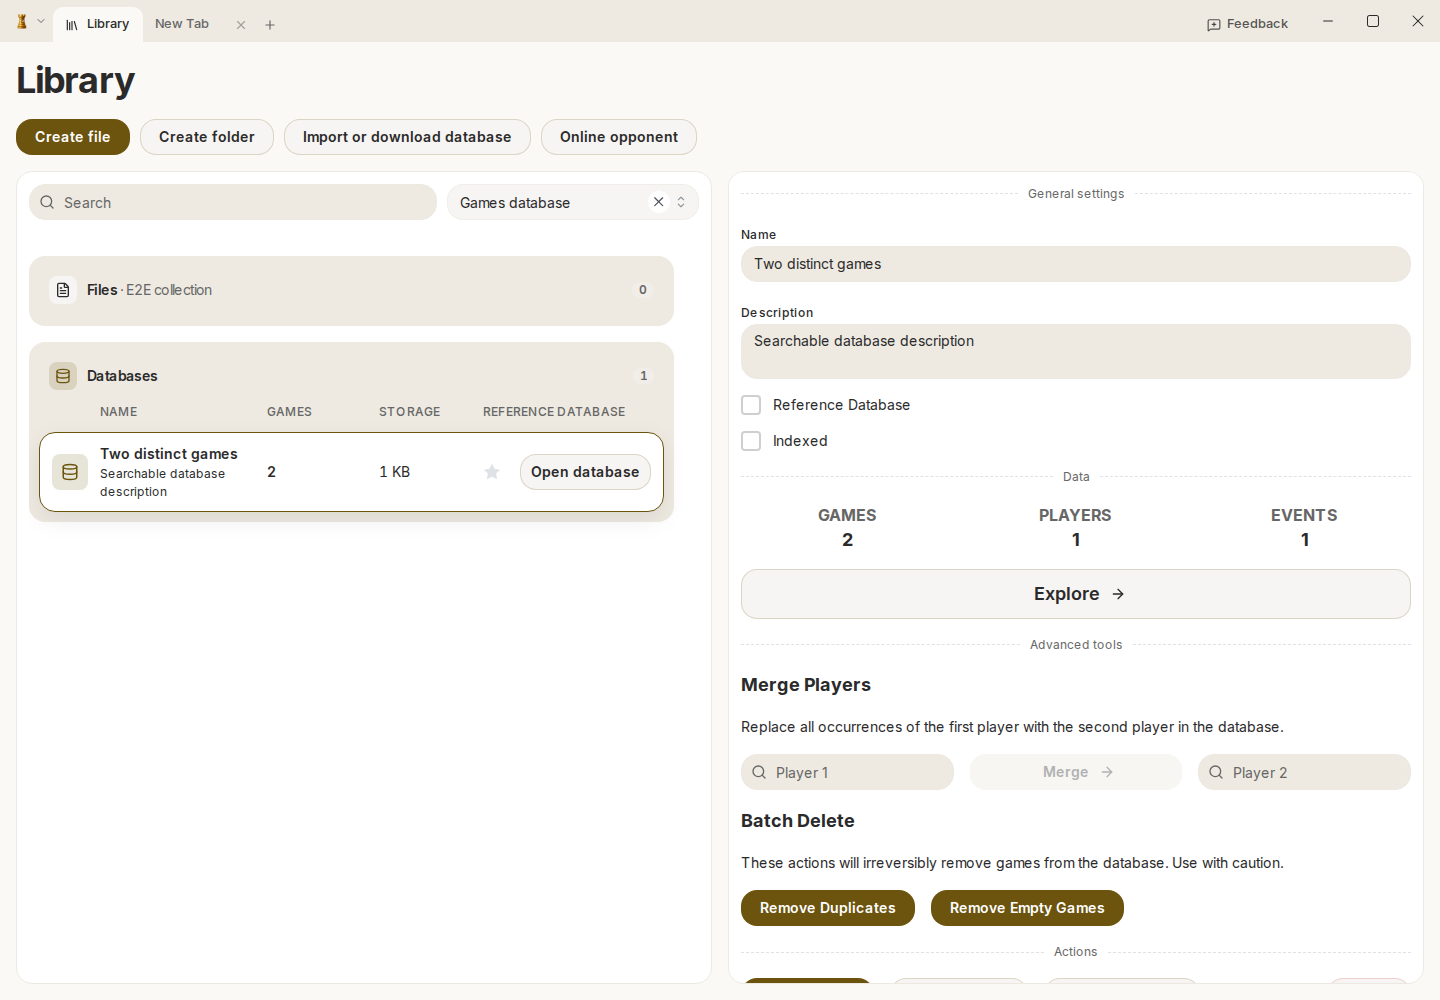 Library
New Tab
Feedback
Library
Create file
Create folder
Import or download database
Online opponent
Search
Games database
Files · E2E collection
0
Databases
1
NAME
GAMES
STORAGE
REFERENCE DATABASE
Two distinct games
Searchable database
description
2
1 KB
Open database
General settings
Name
Two distinct games
Description
Searchable database description
Reference Database
Indexed
Data
GAMES
PLAYERS
EVENTS
2
1
1
Explore
Advanced tools
Merge Players
Replace all occurrences of the first player with the second player in the database.
Player 1
Merge
Player 2
Batch Delete
These actions will irreversibly remove games from the database. Use with caution.
Remove Duplicates
Remove Empty Games
Actions